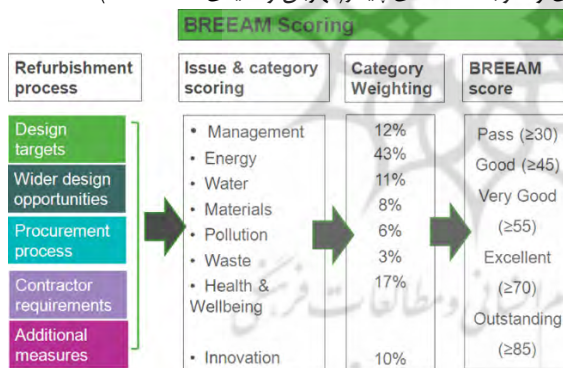 BREEAM Scoring
Refurbishment
process
Issue & category
scoring
Category
Weighting
BREEAM
score
Design
targets
Wider design
opportunities
Procurement
process
Contractor
requirements
Additional
measures
• Management
• Energy
• Water
• Materials
• Pollution
• Waste
• Health &
Wellbeing
• Innovation
12%
43%
11%
8%
6%
3%
17%
10%
Pass (≥30)
Good (≥45)
Very Good
(≥55)
Excellent
(≥70)
Outstanding
(≥85)